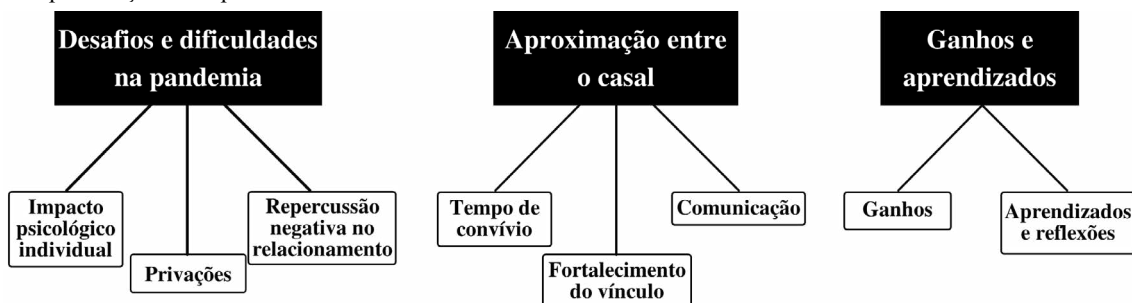 Desafios e dificuldades
na pandemia
Impacto
psicológico
individual
Privações
Repercussão
negativa no
relacionamento
Aproximação entre
o casal
Tempo de
convívio
Fortalecimento
do vínculo
Comunicação
Ganhos e
aprendizados
Ganhos
Aprendizados
e reflexões